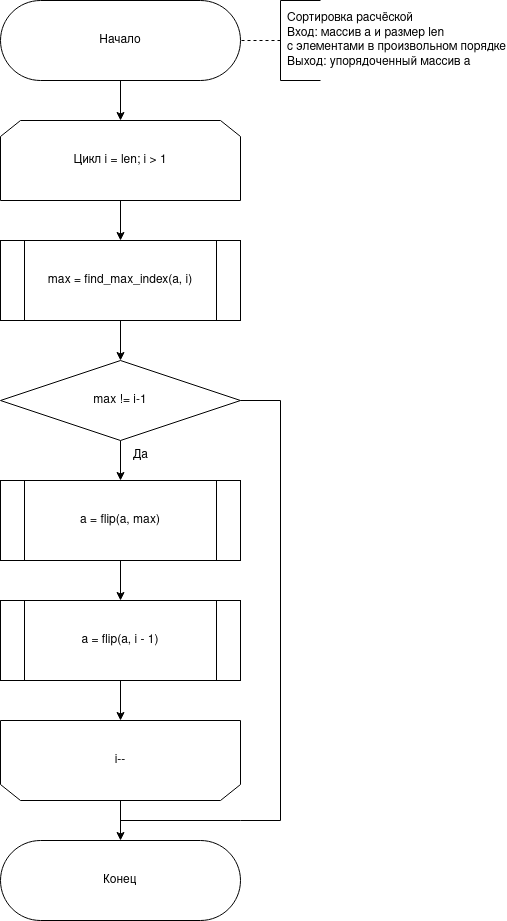 Начало
Сортировка расчёской
Вход: массив a и размер len
с элементами в произвольном порядке
Выход: упорядоченный массив a
Цикл i = len; i > 1
max = find_max_index(a, i)
max != i-1
Да
a = flip(a, max)
a = flip(a, i - 1)
i--
Конец